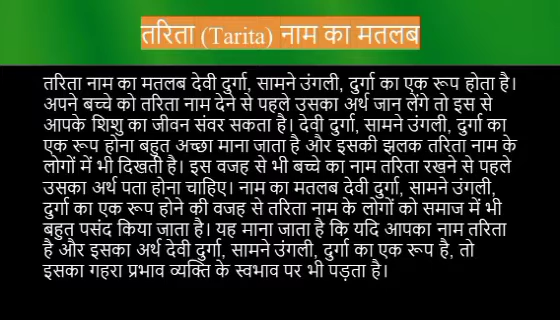 तरिता (Tarita) नाम का मतलब
तरिता नाम का मतलब देवी दुर्गा, सामने उंगली, दुर्गा का एक रूप होता है।
अपने बच्चे को तरिता नाम देने से पहले उसका अर्थ जान लेंगे तो इस से
आपके शिशु का जीवन संवर सकता है। देवी दुर्गा, सामने उंगली, दुर्गा का
एक रूप होना बहुत अच्छा माना जाता है और इसकी झलक तरिता नाम के
लोगों में भी दिखती है। इस वजह से भी बच्चे का नाम तरिता रखने से पहले
उसका अर्थ पता होना चाहिए। नाम का मतलब देवी दुर्गा, सामने उंगली,
दुर्गा का एक रूप होने की वजह से तरिता नाम के लोगों को समाज में भी
बहुत पसंद किया जाता है। यह माना जाता है कि यदि आपका नाम तरिता
है और इसका अर्थ देवी दुर्गा, सामने उंगली, दुर्गा का एक रूप है, तो
इसका गहरा प्रभाव व्यक्ति के स्वभाव पर भी पड़ता है।